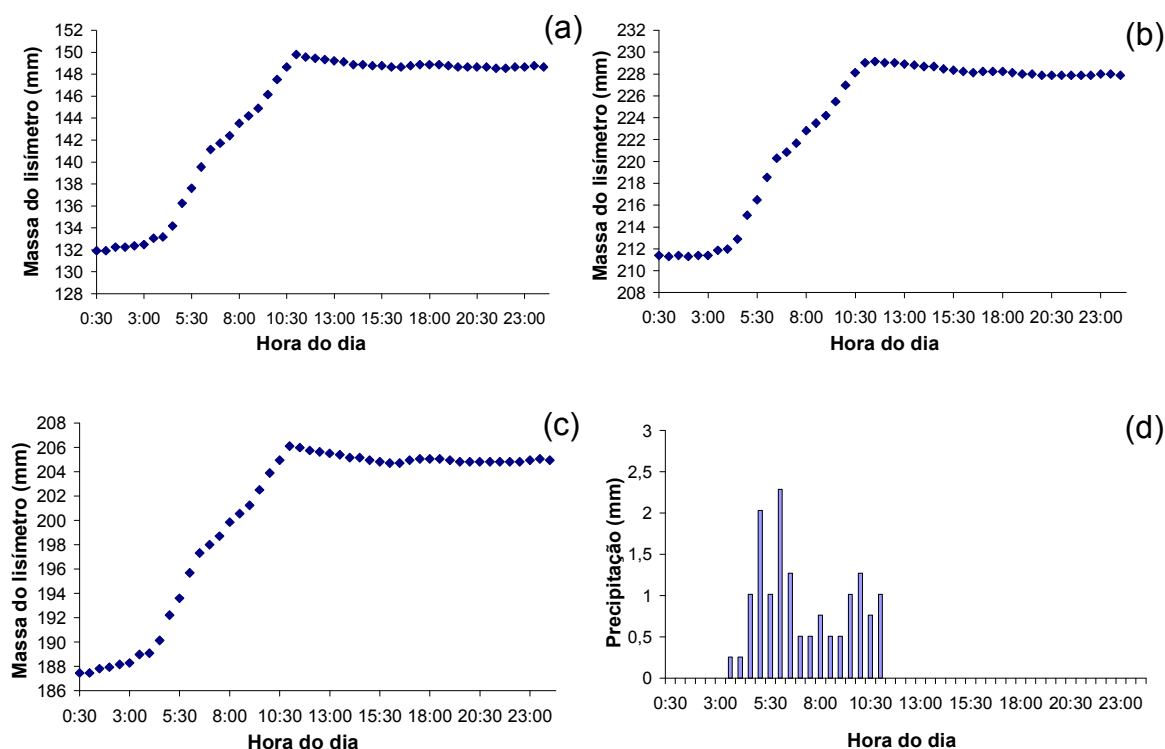 (a)
Massa do lisímetro (mm)
152
150
148
146
144
142
140
138
136
134
132
130
128
0:30 3:00 5:30 8:00 10:30 13:00 15:30 18:00 20:30 23:00
Hora do dia
(b)
Massa do lisímetro (mm)
232
230
228
226
224
222
220
218
216
214
212
210
208
0:30 3:00 5:30 8:00 10:30 13:00 15:30 18:00 20:30 23:00
Hora do dia
(c)
Massa do lisímetro (mm)
208
206
204
202
200
198
196
194
192
190
188
186
0:30 3:00 5:30 8:00 10:30 13:00 15:30 18:00 20:30 23:00
Hora do dia
(d)
Precipitação (mm)
3
2,5
2
1,5
1
0,5
0
0:30 3:00 5:30 8:00 10:30 13:00 15:30 18:00 20:30 23:00
Hora do dia